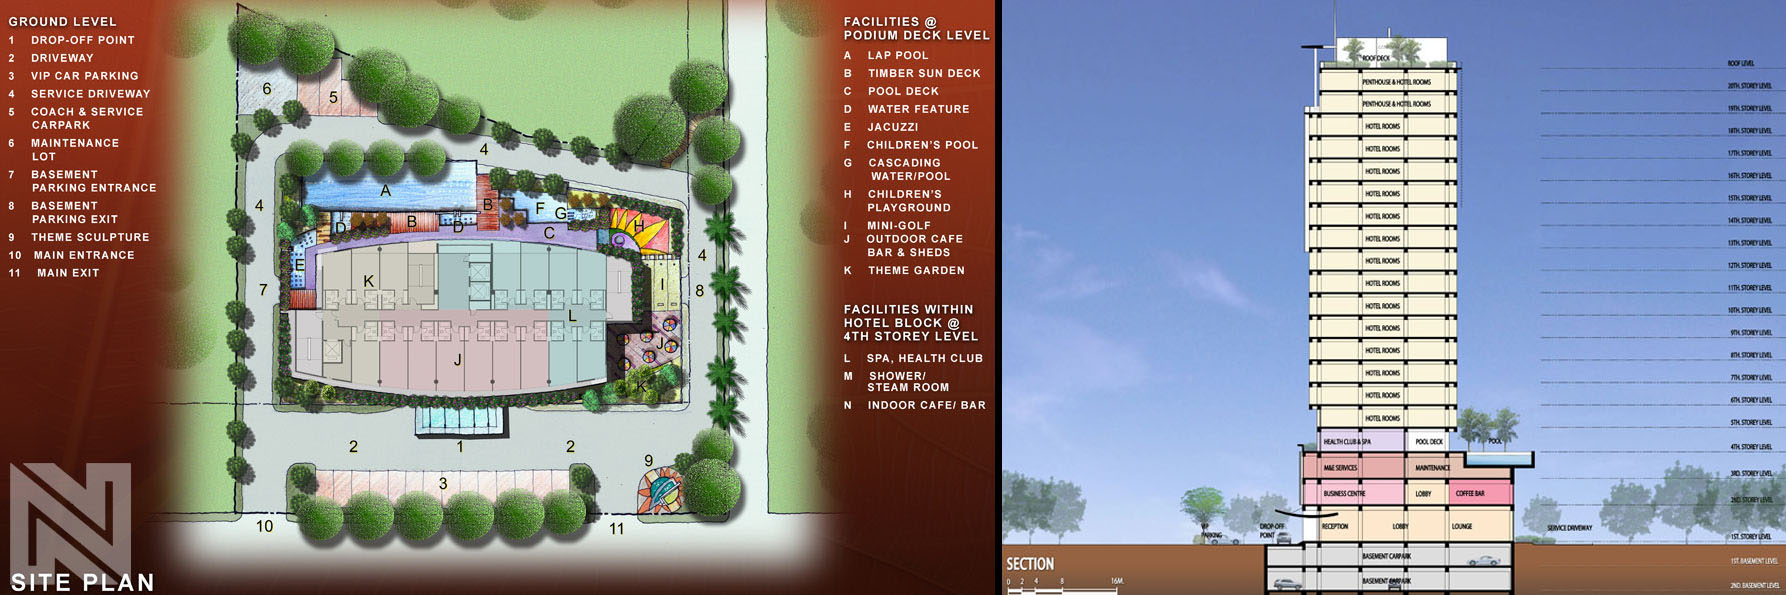 GROUND LEVEL
1 DROP-OFF POINT
2 DRIVEWAY
3 VIP CAR PARKING
4 SERVICE DRIVEWAY
5 COACH & SERVICE
CARPARK
6 MAINTENANCE
LOT
7 BASEMENT
PARKING ENTRANCE
8 BASEMENT
PARKING EXIT
9 THEME SCULPTURE
10 MAIN ENTRANCE
11 MAIN EXIT
N
SITE PLAN
6
5
4
4
A
B
F
G
D
B
D
C
H
E
4
K
I
7
8
L
J
J
K
2
1
2
9
3
10
11
FACILITIES @
PODIUM DECK LEVEL
A LAP POOL
B TIMBER SUN DECK
C POOL DECK
D WATER FEATURE
E JACUZZI
F CHILDREN'S POOL
G CASCADING
WATER/POOL
H CHILDREN'S
PLAYGROUND
I MINI-GOLF
J OUTDOOR CAFE
BAR & SHEDS
K THEME GARDEN
FACILITIES WITHIN
HOTEL BLOCK @
4TH STOREY LEVEL
L SPA, HEALTH CLUB
M SHOWER/
STEAM ROOM
N INDOOR CAFE/ BAR
ROOF DECK
PENTHOUSE & HOTEL ROOMS
PENTHOUSE & HOTEL ROOMS
HOTEL ROOMS
HOTEL ROOMS
HOTEL ROOMS
HOTEL ROOMS
HOTEL ROOMS
HOTEL ROOMS
HOTEL ROOMS
HOTEL ROOMS
HOTEL ROOMS
HOTEL ROOMS
HOTEL ROOMS
HOTEL ROOMS
HOTEL ROOMS
HOTEL ROOMS
HEALTH CLUB & SPA POOL DECK POOL
M&E SERVICES MAINTENANCE
BUSINESS CENTRE LOBBY COFFEE BAR
VIP
PARKING
DROP-OFF
POINT
RECEPTION LOBBY LOUNGE
SERVICE DRIVEWAY
BASEMENT CARPARK
BASEMENT CARPARK
SECTION
0 2 4 8 16M.
ROOF LEVEL
20TH. STOREY LEVEL
19TH. STOREY LEVEL
18TH. STOREY LEVEL
17TH. STOREY LEVEL
16TH. STOREY LEVEL
15TH. STOREY LEVEL
14TH. STOREY LEVEL
13TH. STOREY LEVEL
12TH. STOREY LEVEL
11TH. STOREY LEVEL
10TH. STOREY LEVEL
9TH. STOREY LEVEL
8TH. STOREY LEVEL
7TH. STOREY LEVEL
6TH. STOREY LEVEL
5TH. STOREY LEVEL
4TH. STOREY LEVEL
3RD. STOREY LEVEL
2ND. STOREY LEVEL
1ST. STOREY LEVEL
1ST. BASEMENT LEVEL
2ND. BASEMENT LEVEL